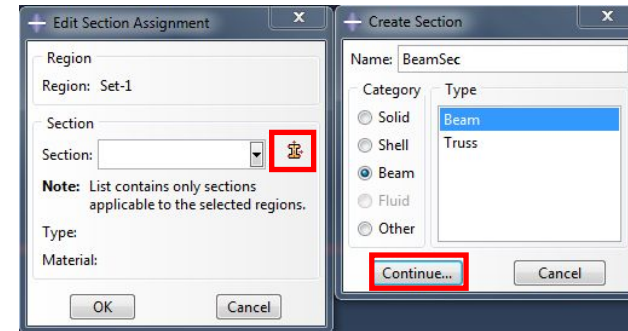 Edit Section Assignment
Region
Region: Set-1
Section
Section:
Note: List contains only sections
applicable to the selected regions.
Type:
Material:
OK Cancel
Create Section
Name: BeamSec
Category Type
Solid Beam
Shell Truss
Beam
Fluid
Other
Continue... Cancel